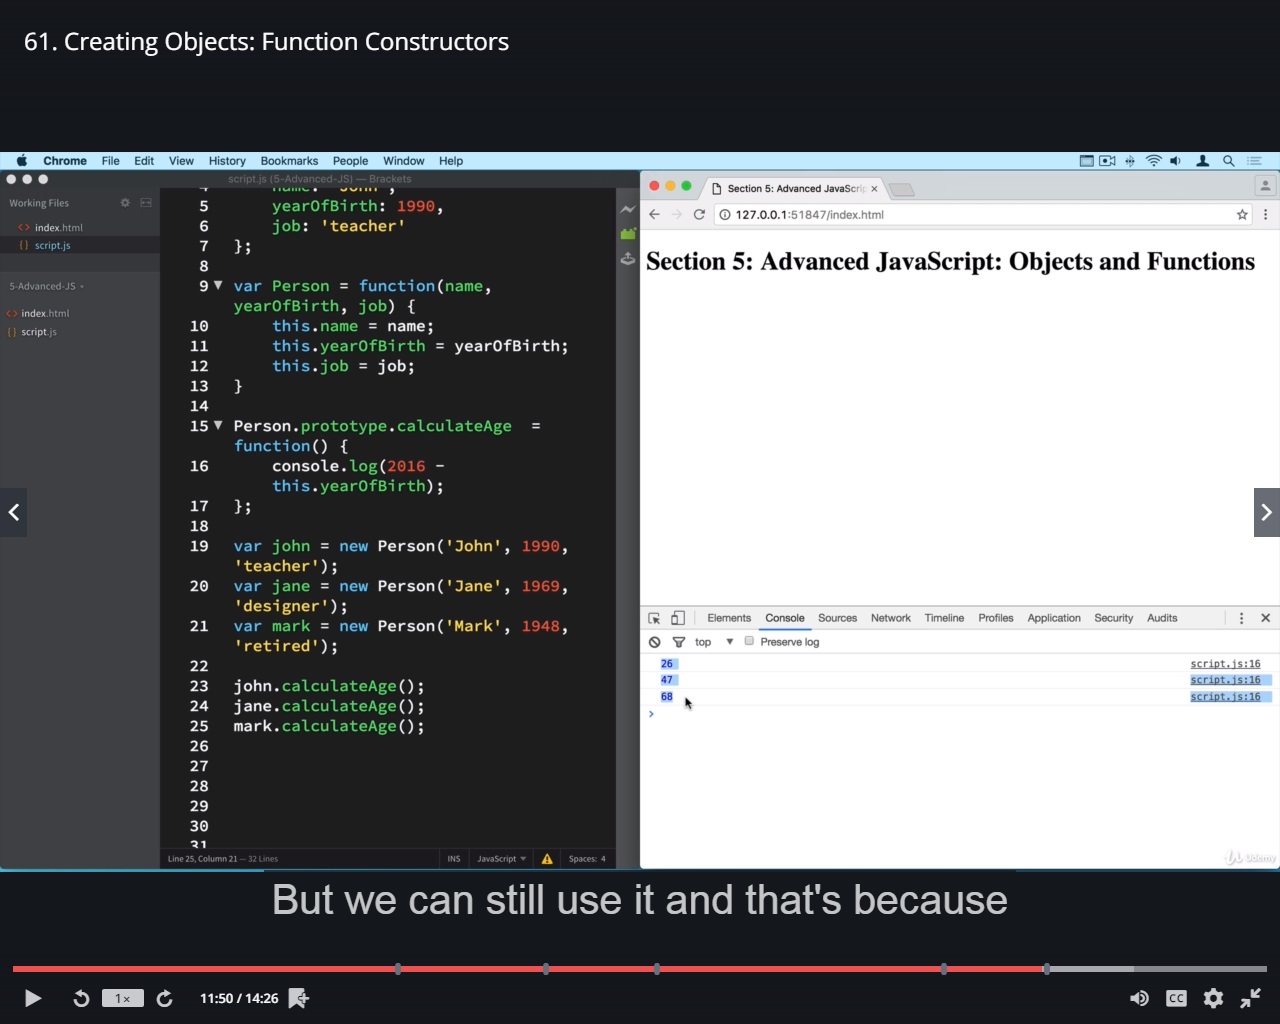 61. Creating Objects: Function Constructors
Chrome File Edit View History Bookmarks People Window Help
script.js (5-Advanced-JS) — Brackets
Working Files
<> index.html
{} script.js
5-Advanced-JS
<> index.html
{} script.js
4 name: 'John',
5 yearOfBirth: 1990,
6 job: 'teacher'
7 };
8
9 var Person = function(name,
yearOfBirth, job) {
10 this.name = name;
11 this.yearOfBirth = yearOfBirth;
12 this.job = job;
13 }
14
15 Person.prototype.calculateAge =
function() {
16 console.log(2016 -
this.yearOfBirth);
17 };
18
19 var john = new Person('John', 1990,
'teacher');
20 var jane = new Person('Jane', 1969,
'designer');
21 var mark = new Person('Mark', 1948,
'retired');
22
23 john.calculateAge();
24 jane.calculateAge();
25 mark.calculateAge();
26
27
28
29
30
31
Line 25, Column 21 — 32 Lines INS JavaScript Spaces: 4
Section 5: Advanced JavaScrip
127.0.0.1:51847/index.html
Section 5: Advanced JavaScript: Objects and Functions
Elements Console Sources Network Timeline Profiles Application Security Audits
top Preserve log
26 script.js:16
47 script.js:16
68 script.js:16
>
Udemy
But we can still use it and that's because
1x 11:50 / 14:26 CC